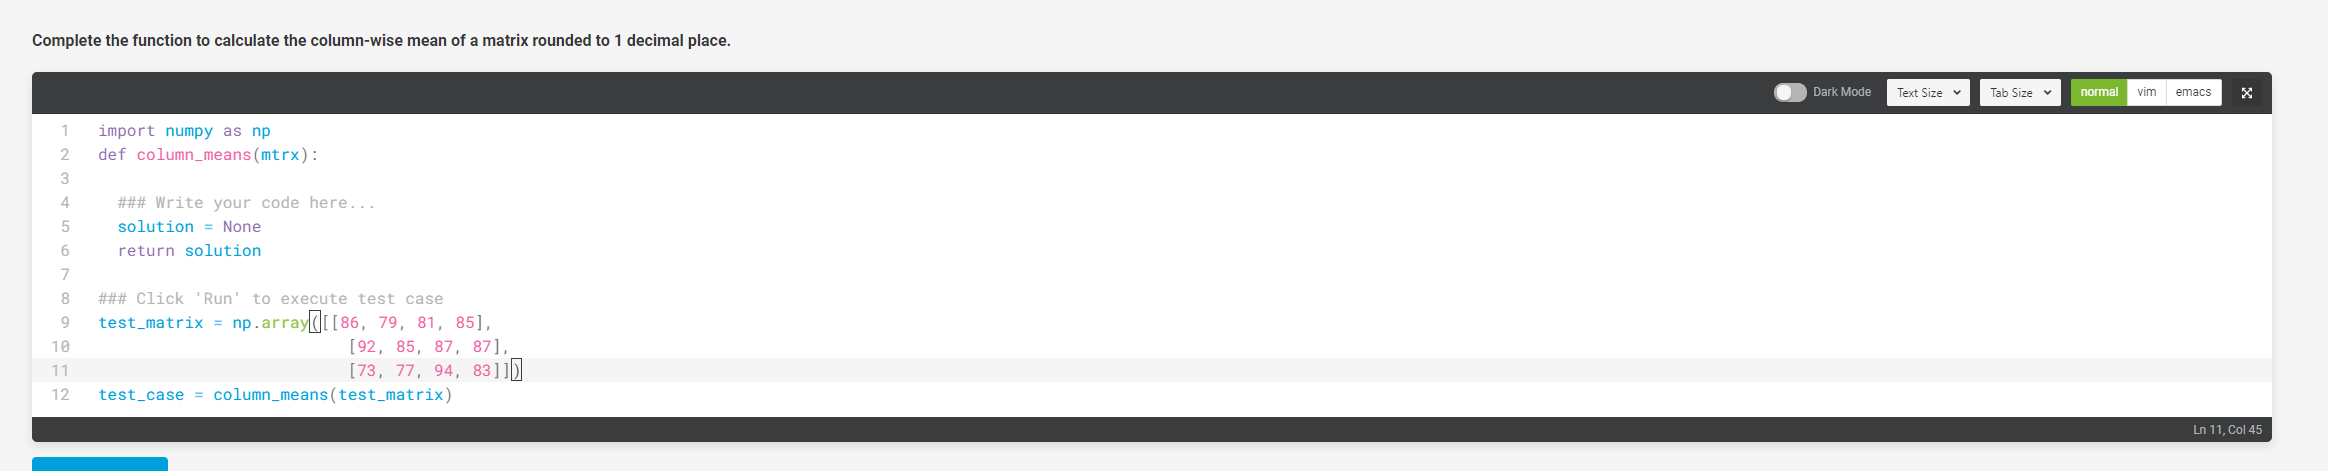 Complete the function to calculate the column-wise mean of a matrix rounded to 1 decimal place.
Dark Mode Text Size Tab Size normal vim emacs
1 import numpy as np
2 def column_means(mtrx):
3
4 ### Write your code here...
5 solution = None
6 return solution
7
8 ### Click 'Run' to execute test case
9 test_matrix = np.array([[86, 79, 81, 85],
10 [92, 85, 87, 87],
11 [73, 77, 94, 83]])
12 test_case = column_means(test_matrix)
Ln 11, Col 45